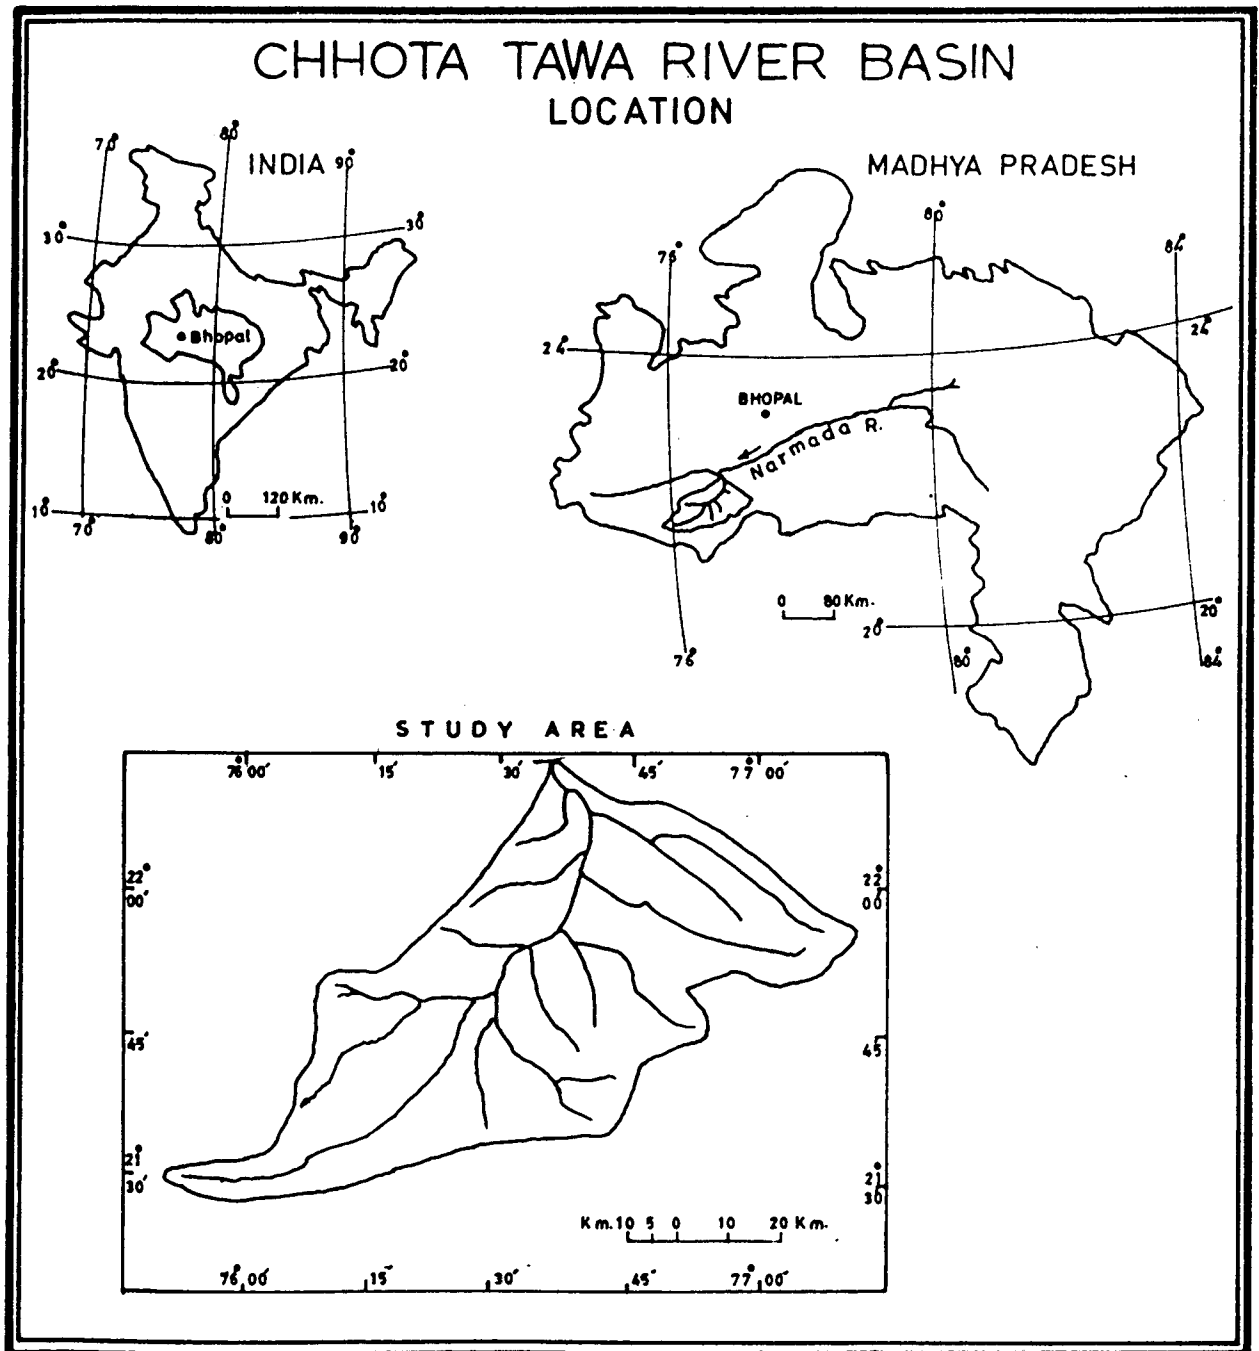 CHHOTA TAWA RIVER BASIN
LOCATION
INDIA
70° 80° 90°
30° 30°
Bhopal
20° 20°
0 120 Km.
10° 10°
70° 80° 90°
MADHYA PRADESH
76° 80° 84°
24° 24°
BHOPAL
Narmada R.
0 80 Km.
20° 20°
76° 80° 84°
STUDY AREA
76° 00' 15' 30' 45' 77° 00'
22° 22°
00' 00'
45' 45'
21° 21°
30' 30
Km. 10 5 0 10 20 Km.
76° 00' 15' 30' 45' 77° 00'